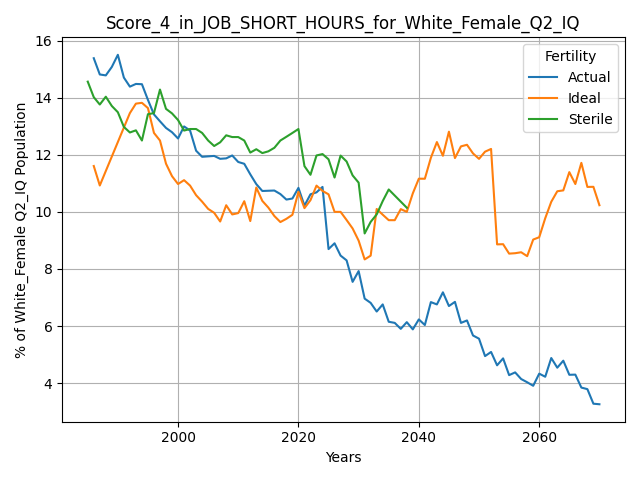 Score_4_in_JOB_SHORT_HOURS_for_White_Female_Q2_IQ
Fertility
Actual
Ideal
Sterile
% of White_Female Q2_IQ Population
16
14
12
10
8
6
4
2000
2020
2040
2060
Years